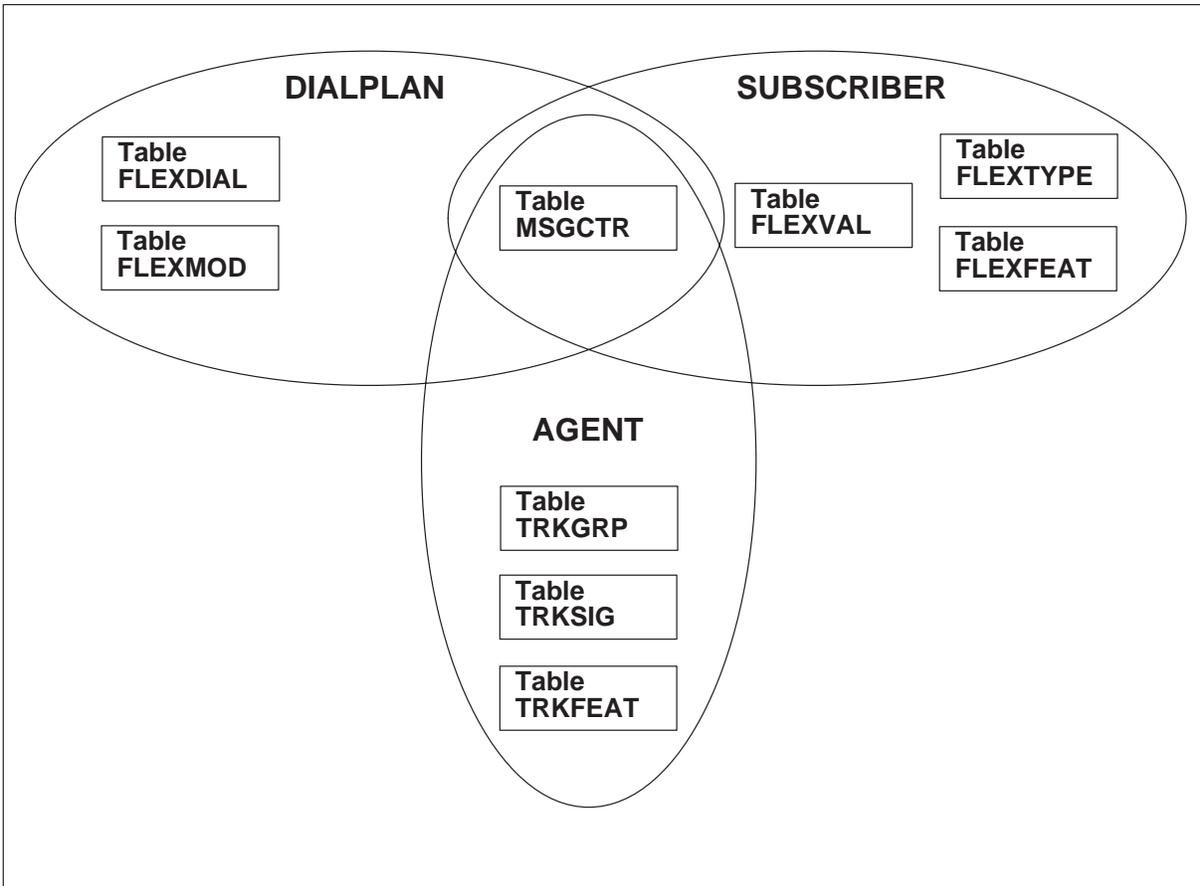 DIALPLAN
SUBSCRIBER
Table
FLEXDIAL
Table
FLEXMOD
Table
MSGCTR
Table
FLEXVAL
Table
FLEXTYPE
Table
FLEXFEAT
AGENT
Table
TRKGRP
Table
TRKSIG
Table
TRKFEAT